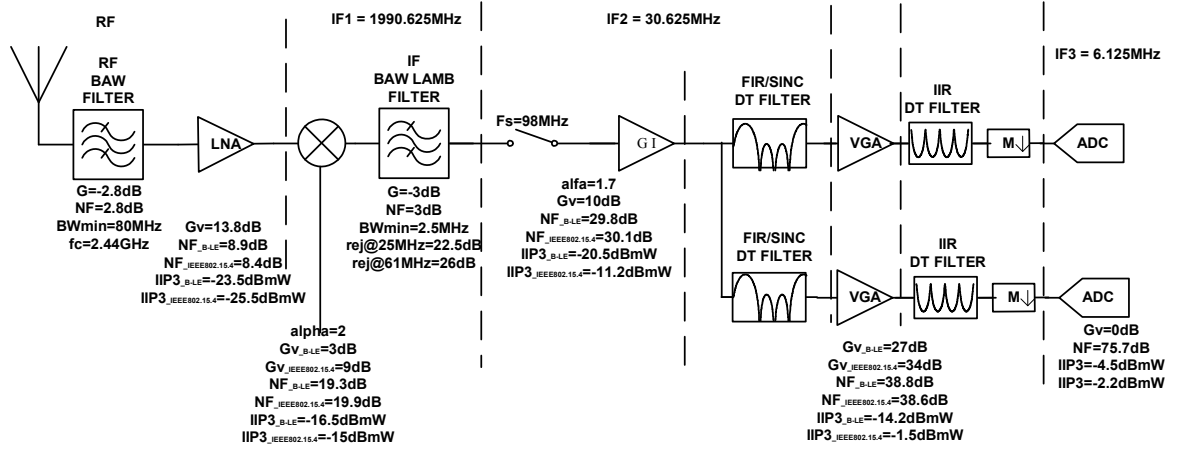 RF
IF1 = 1990.625MHz
IF2 = 30.625MHz
IF3 = 6.125MHz
RF
BAW
FILTER
LNA
IF
BAW LAMB
FILTER
Fs=98MHz
GI
FIR/SINC
DT FILTER
VGA
IIR
DT FILTER
M
ADC
G=-2.8dB
NF=2.8dB
BWmin=80MHz
fc=2.44GHz
Gv=13.8dB
NF_B-LE=8.9dB
NF_IEEE802.15.4=8.4dB
IIP3_B-LE=-23.5dBmW
IIP3_IEEE802.15.4=-25.5dBmW
G=-3dB
NF=3dB
BWmin=2.5MHz
rej@25MHz=22.5dB
rej@61MHz=26dB
alfa=1.7
Gv=10dB
NF_B-LE=29.8dB
NF_IEEE802.15.4=30.1dB
IIP3_B-LE=-20.5dBmW
IIP3_IEEE802.15.4=-11.2dBmW
FIR/SINC
DT FILTER
VGA
IIR
DT FILTER
M
ADC
alpha=2
Gv_B-LE=3dB
Gv_IEEE802.15.4=9dB
NF_B-LE=19.3dB
NF_IEEE802.15.4=19.9dB
IIP3_B-LE=-16.5dBmW
IIP3_IEEE802.15.4=-15dBmW
Gv_B-LE=27dB
Gv_IEEE802.15.4=34dB
NF_B-LE=38.8dB
NF_IEEE802.15.4=38.6dB
IIP3_B-LE=-14.2dBmW
IIP3_IEEE802.15.4=-1.5dBmW
Gv=0dB
NF=75.7dB
IIP3=-4.5dBmW
IIP3=-2.2dBmW